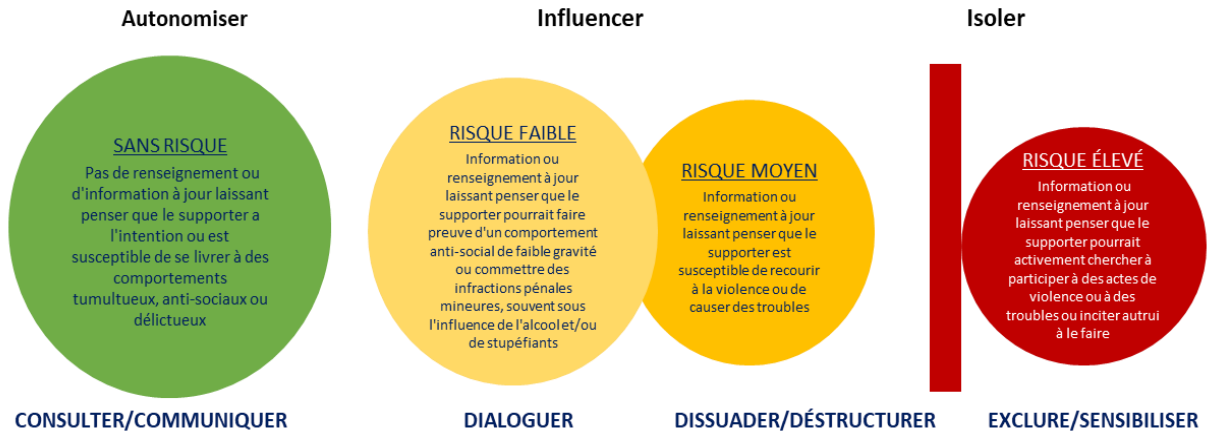 Autonomiser
Influencer
Isoler
SANS RISQUE
Pas de renseignement ou
d'information à jour laissant
penser que le supporter a
l'intention ou est
susceptible de se livrer à des
comportements
tumultueux, anti-sociaux ou
délictueux
RISQUE FAIBLE
Information ou
renseignement à jour
laissant penser que le
supporter pourrait faire
preuve d'un comportement
anti-social de faible gravité
ou commettre des
infractions pénales
mineures, souvent sous
l'influence de l'alcool et/ou
de stupéfiants
RISQUE MOYEN
Information ou
renseignement à jour
laissant penser que le
supporter est
susceptible de recourir
à la violence ou de
causer des troubles
RISQUE ÉLEVÉ
Information ou
renseignement à jour
laissant penser que le
supporter pourrait
activement chercher à
participer à des actes de
violence ou à des
troubles ou inciter autrui
à le faire
CONSULTER/COMMUNIQUER
DIALOGUER
DISSUADER/DÉSTRUCTURER
EXCLURE/SENSIBILISER